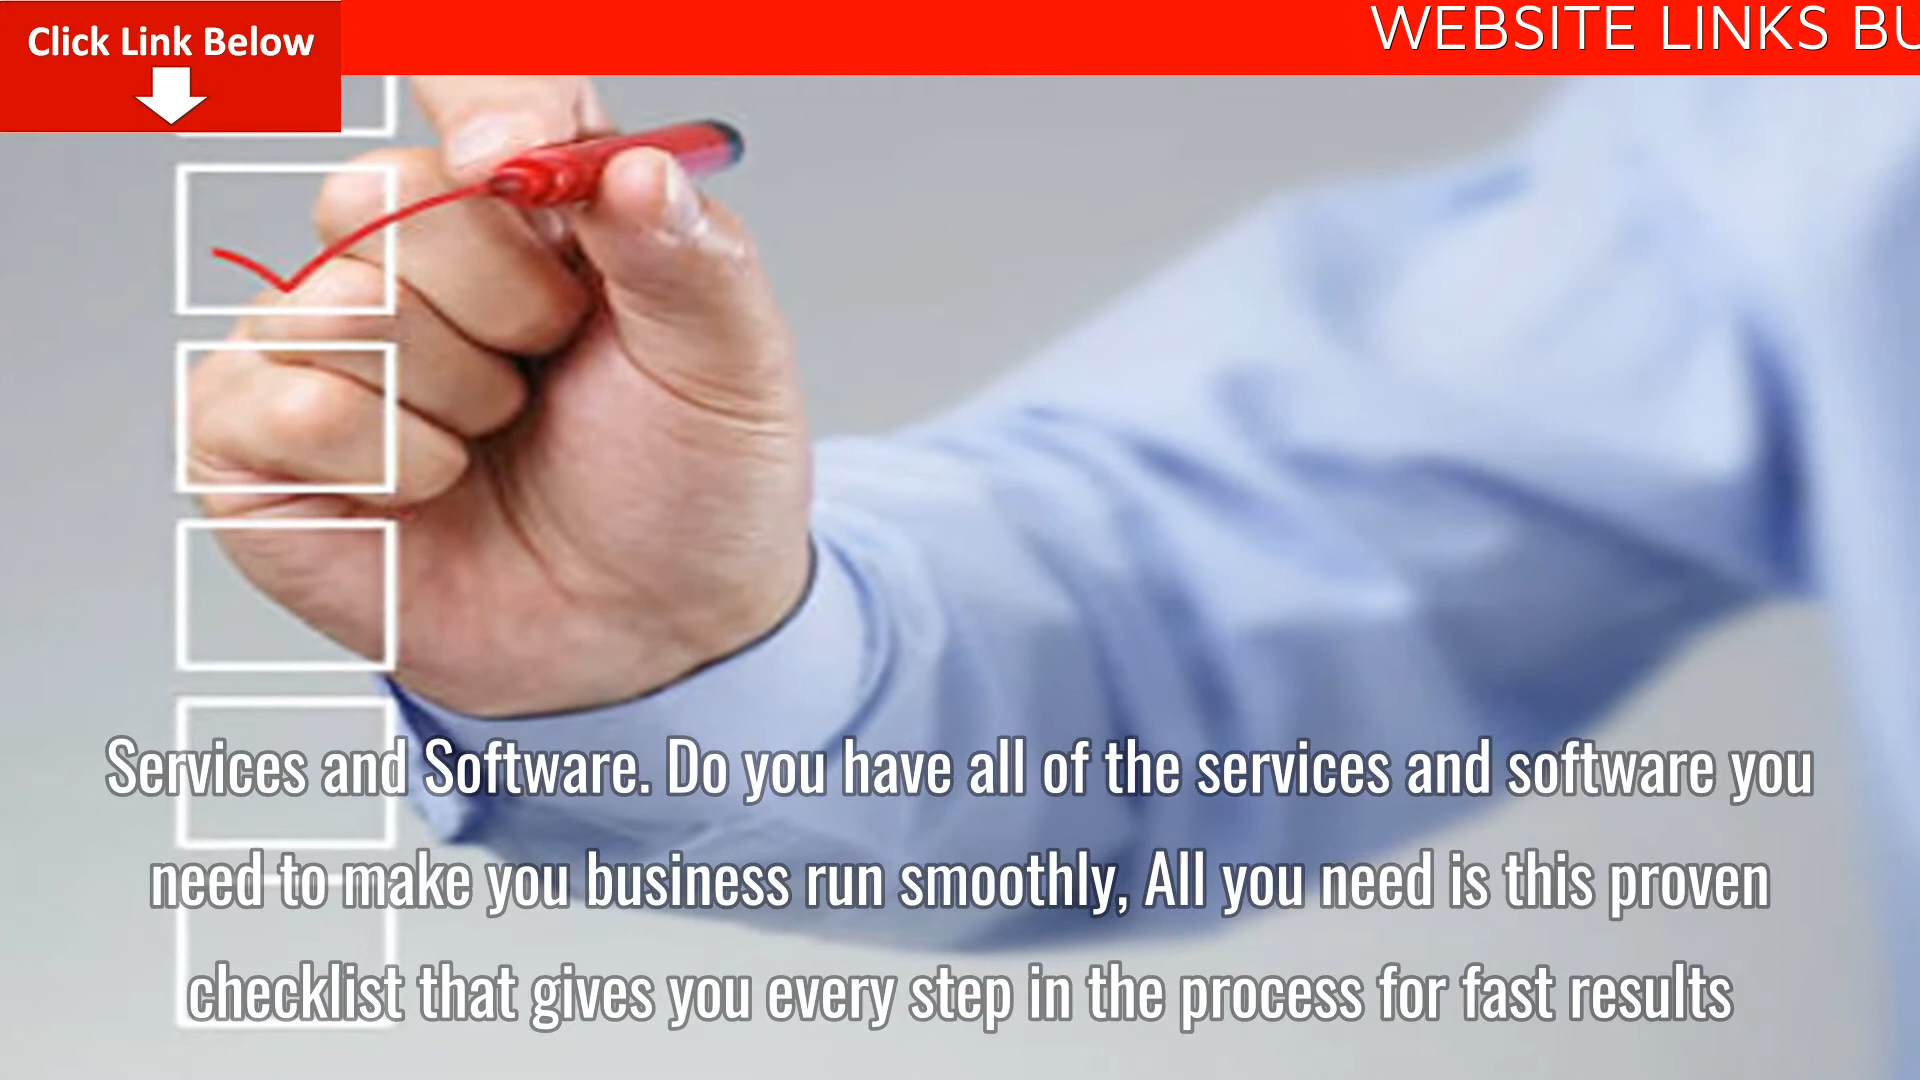 Click Link Below
WEBSITE LINKS
Services and Software. Do you have all of the services and software you
need to make you business run smoothly, All you need is this proven
checklist that gives you every step in the process for fast results